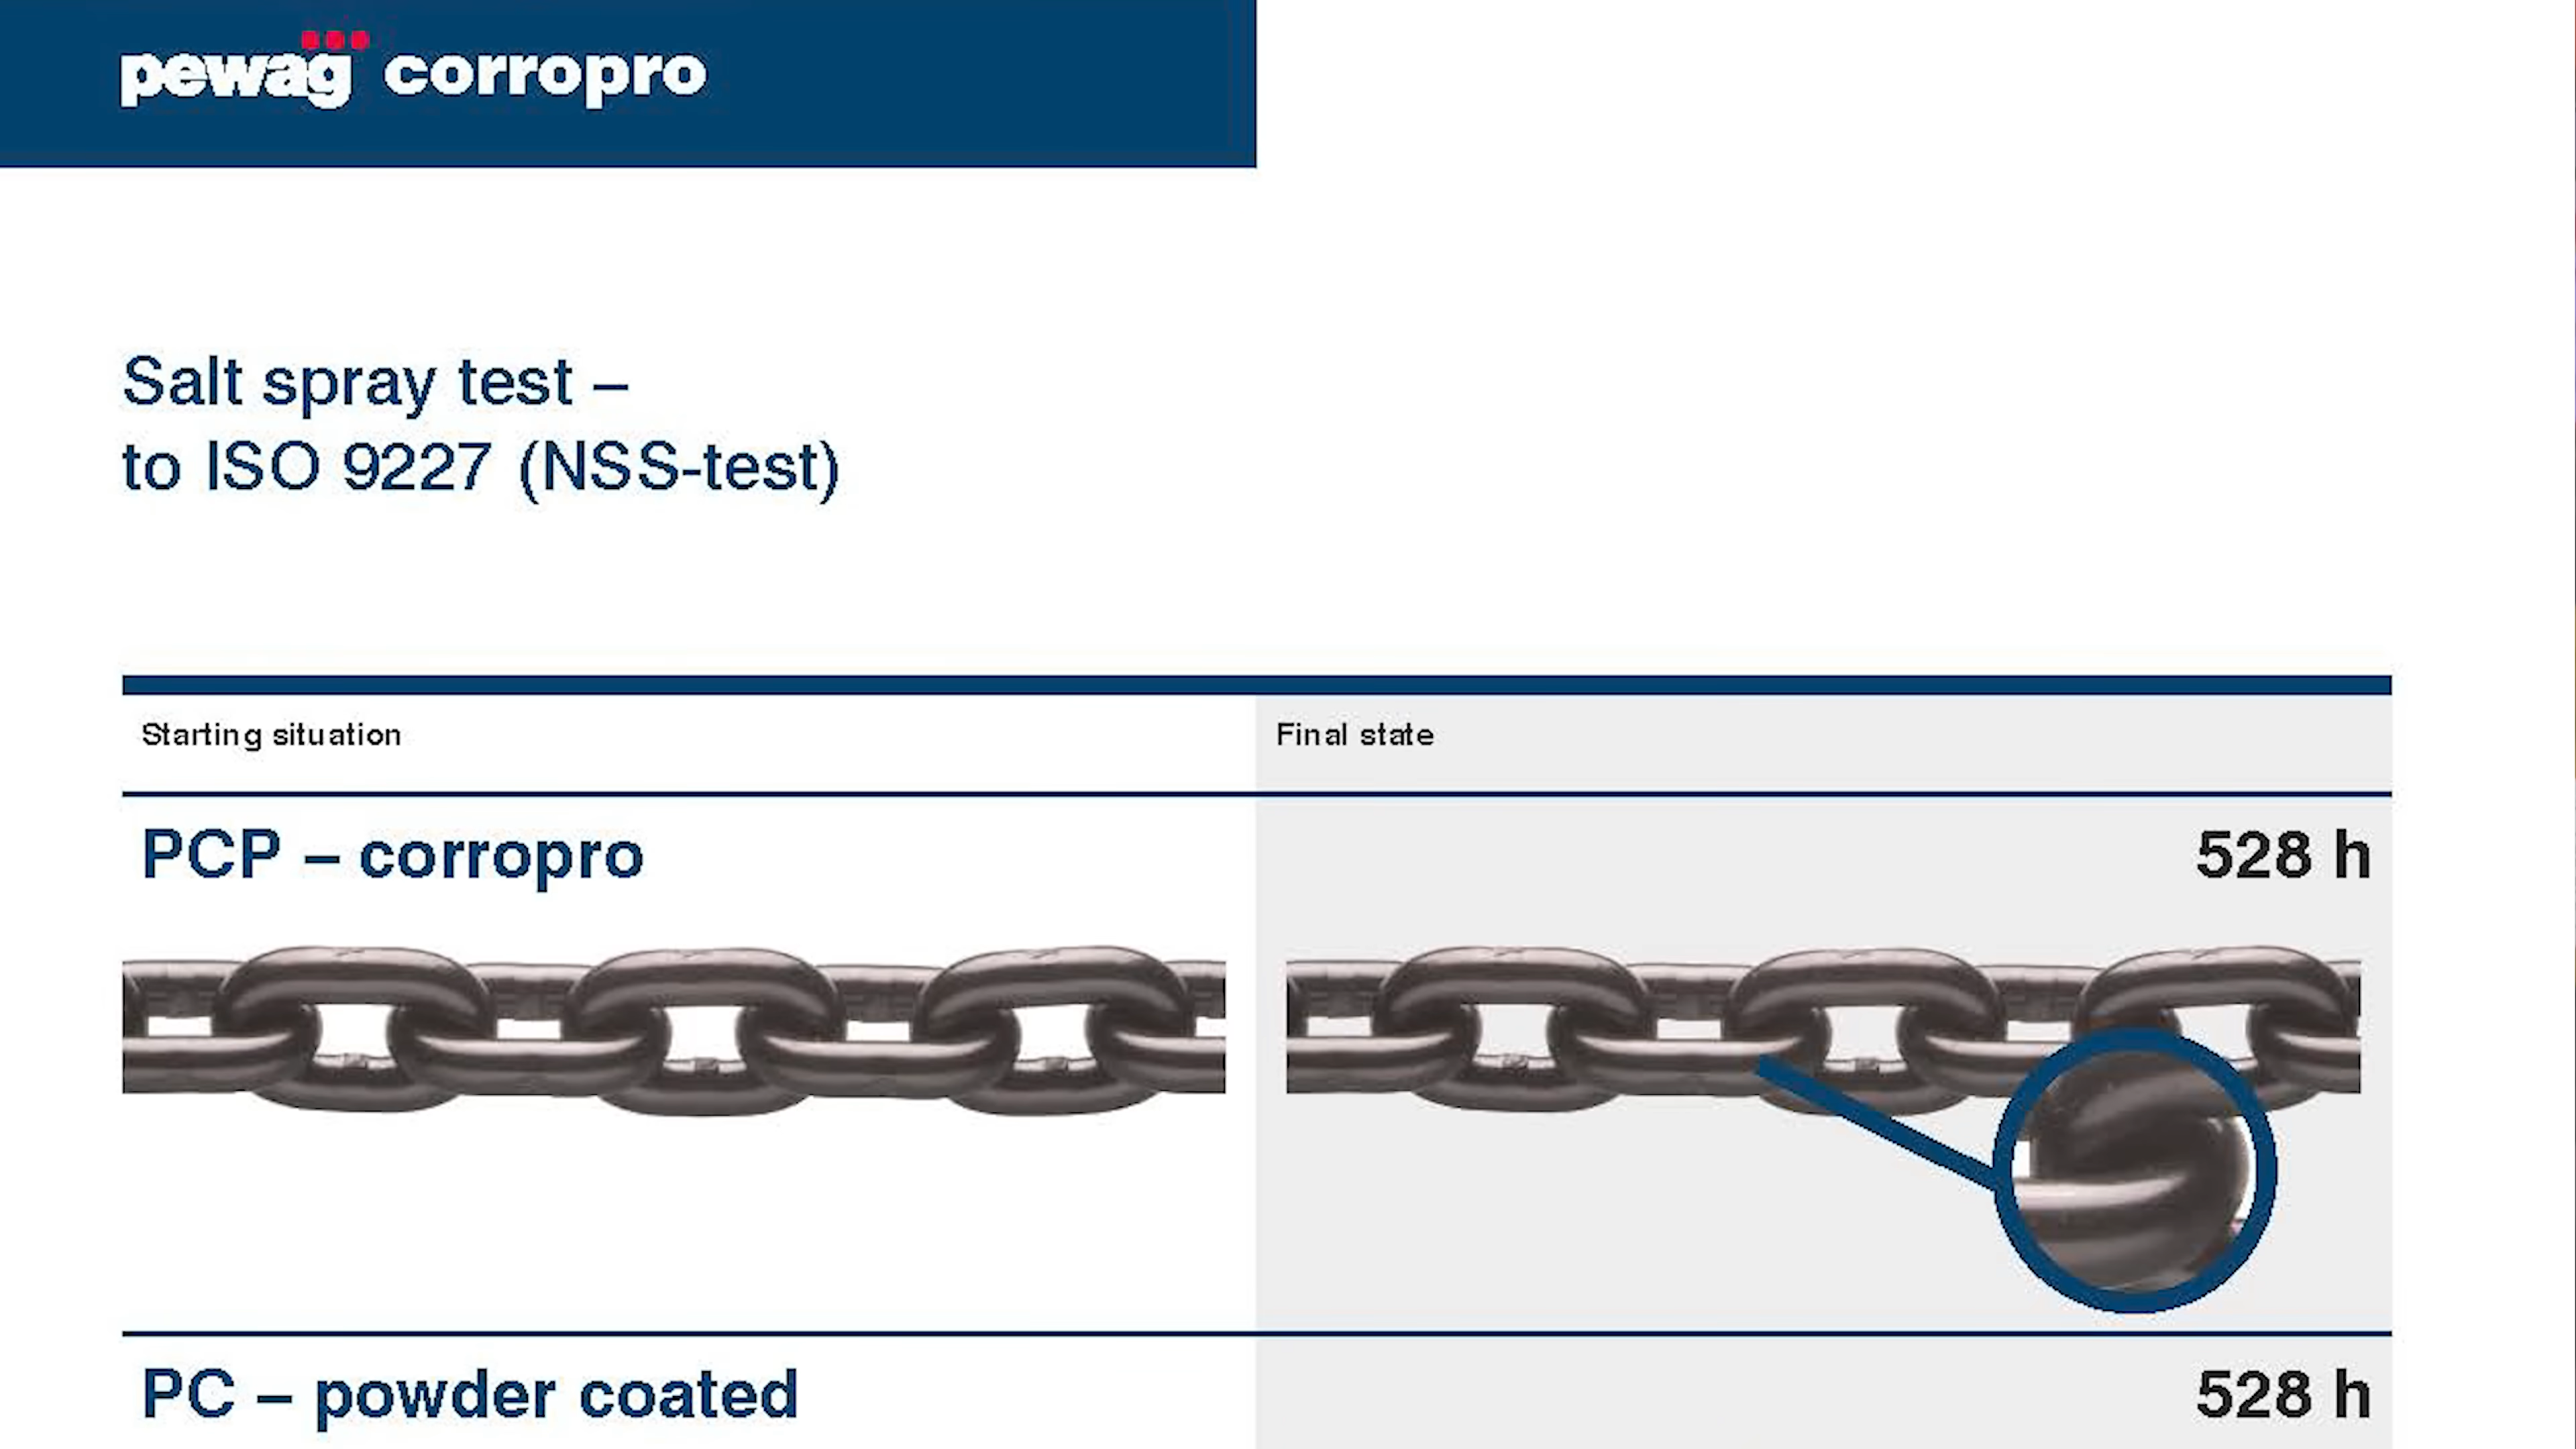 pewag corropro
Salt spray test –
to ISO 9227 (NSS-test)
Starting situation
Final state
PCP – corropro
528 h
PC – powder coated
528 h